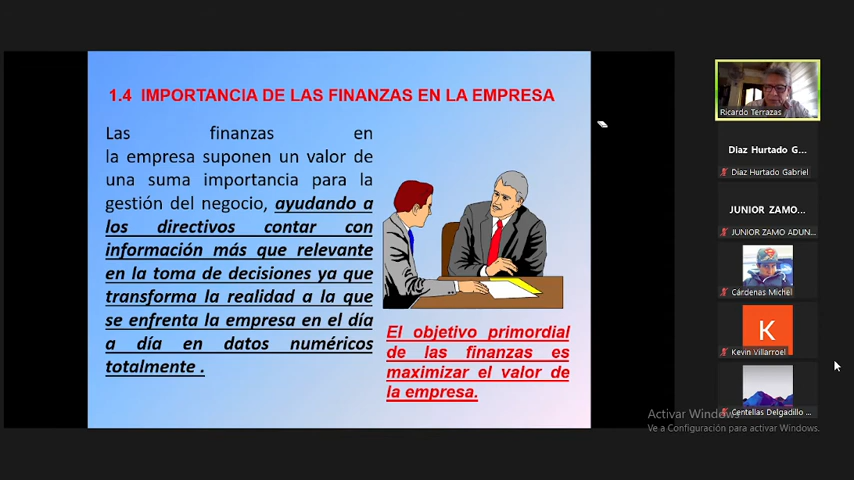 1.4 IMPORTANCIA DE LAS FINANZAS EN LA EMPRESA
Las finanzas en
la empresa suponen un valor de
una suma importancia para la
gestión del negocio, ayudando a
los directivos contar con
información más que relevante
en la toma de decisiones ya que
transforma la realidad a la que
se enfrenta la empresa en el día
a día en datos numéricos
totalmente .
El objetivo primordial
de las finanzas es
maximizar el valor de
la empresa.
Ricardo Terrazas
Diaz Hurtado G...
Diaz Hurtado Gabriel
JUNIOR ZAMO...
JUNIOR ZAMO ADUN...
Cárdenas Michel
K
Kevin Villarroel
Centellas Delgadillo ...
Activar Windows
Ve a Configuración para activar Windows.